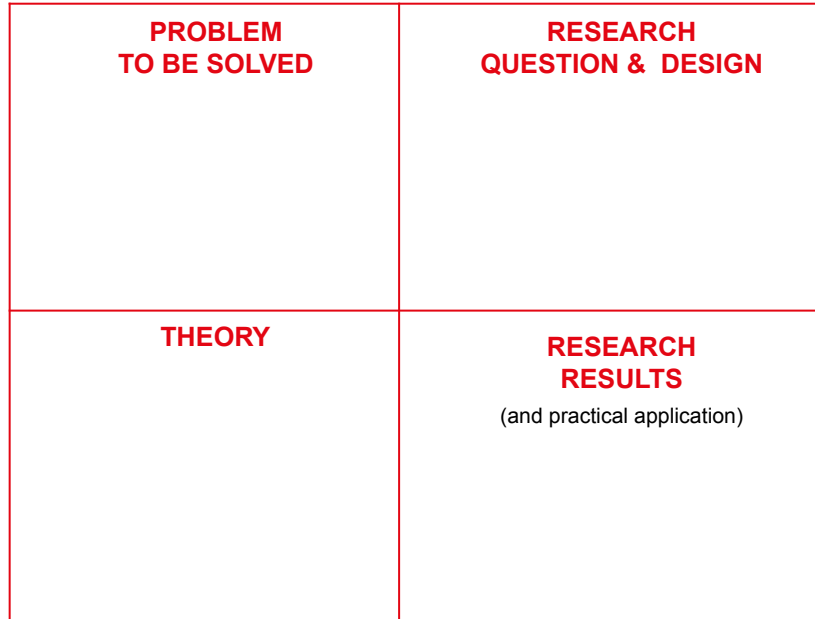 PROBLEM
TO BE SOLVED
RESEARCH
QUESTION & DESIGN
THEORY
RESEARCH
RESULTS
(and practical application)